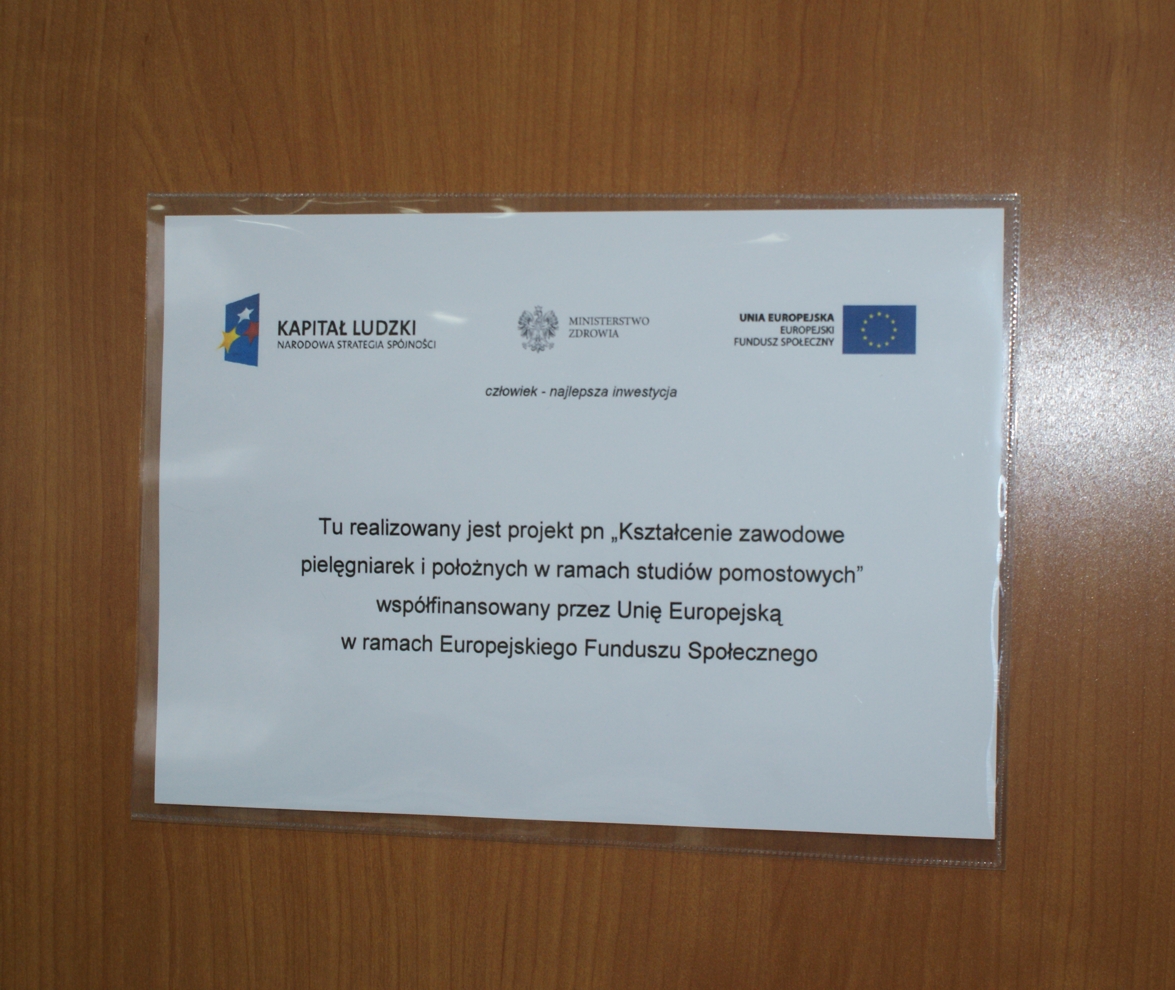 KAPITAŁ LUDZKI
NARODOWA STRATEGIA SPÓJNOŚCI
MINISTERSTWO
ZDROWIA
UNIA EUROPEJSKA
EUROPEJSKI
FUNDUSZ SPOŁECZNY
człowiek - najlepsza inwestycja
Tu realizowany jest projekt pn „Kształcenie zawodowe
pielęgniarek i położnych w ramach studiów pomostowych”
współfinansowany przez Unię Europejską
w ramach Europejskiego Funduszu Społecznego